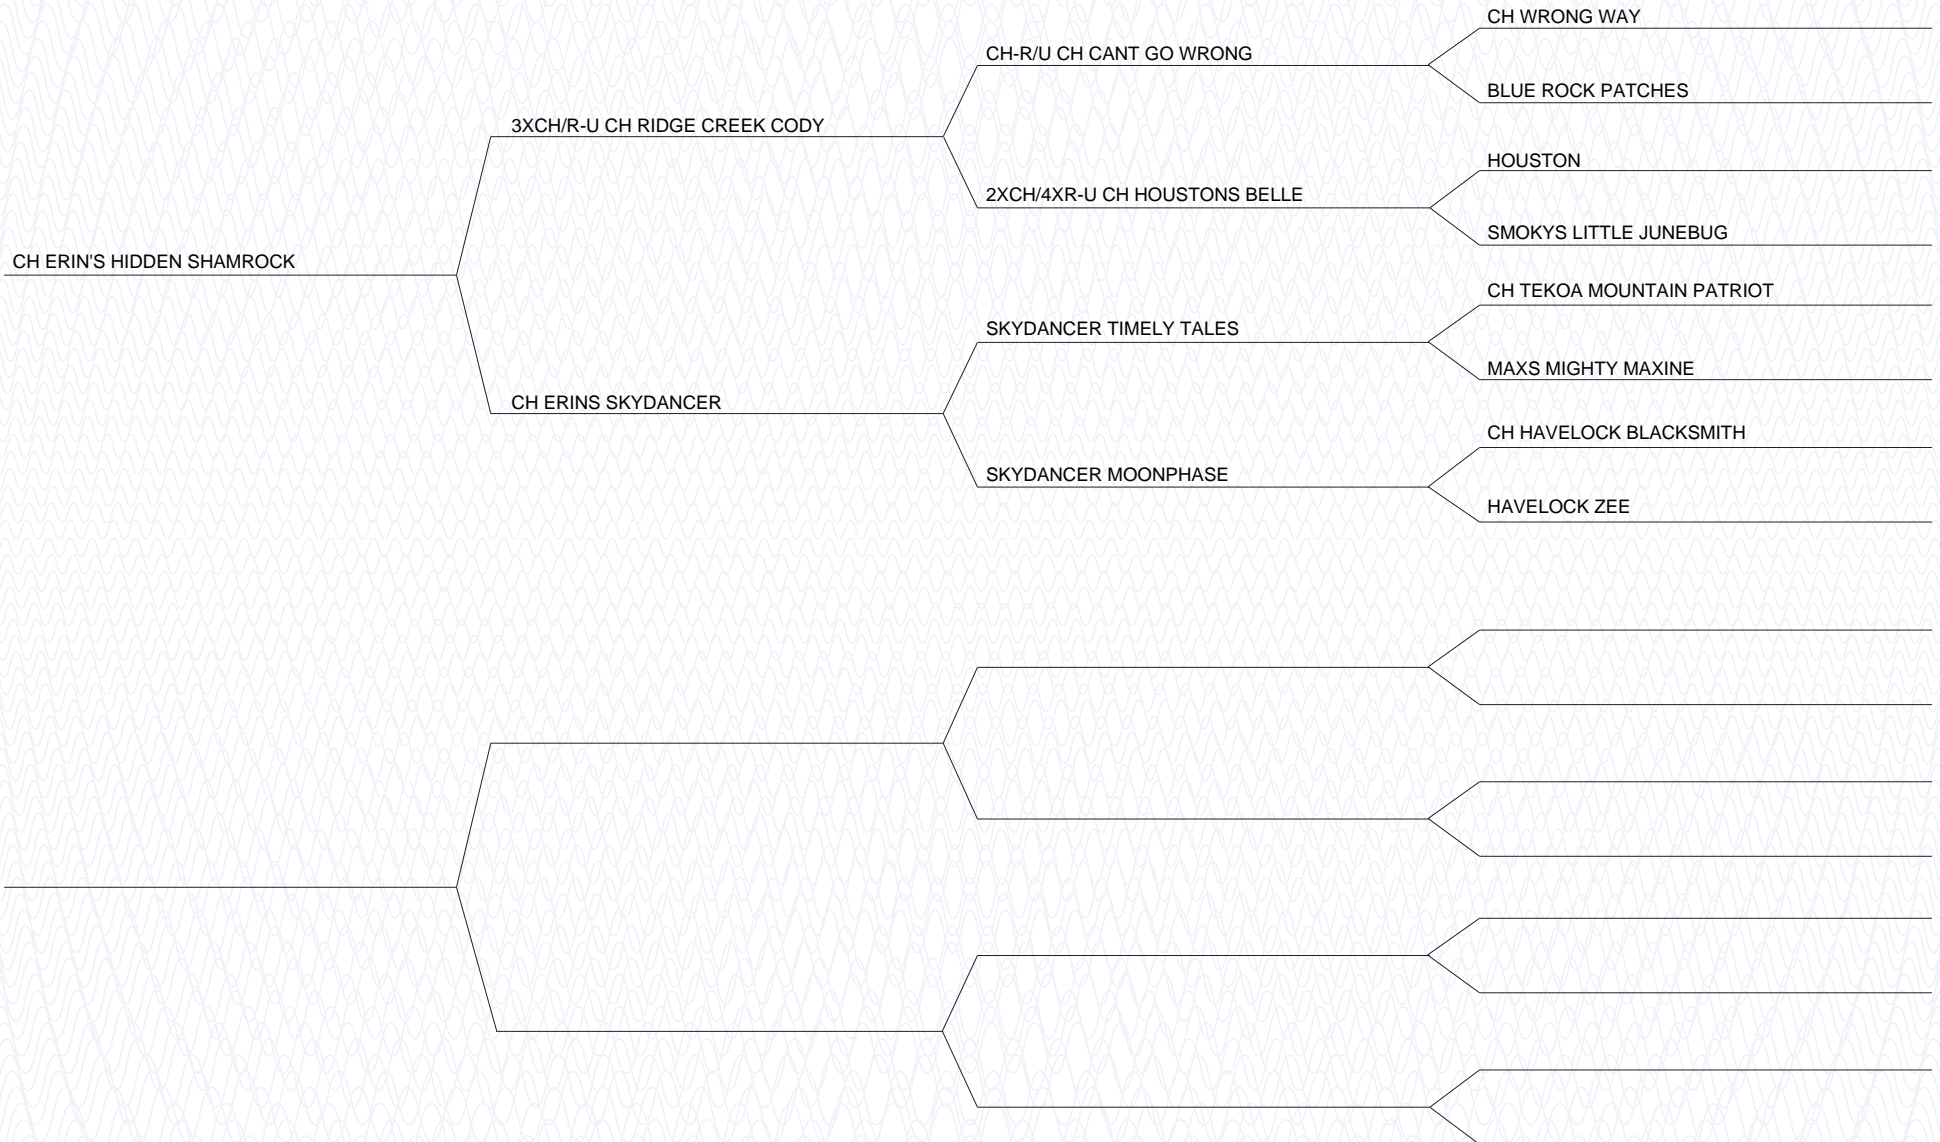 CH WRONG WAY
CH-R/U CH CANT GO WRONG
BLUE ROCK PATCHES
3XCH/R-U CH RIDGE CREEK CODY
HOUSTON
2XCH/4XR-U CH HOUSTONS BELLE
SMOKYS LITTLE JUNEBUG
CH ERIN'S HIDDEN SHAMROCK
CH TEKOA MOUNTAIN PATRIOT
SKYDANCER TIMELY TALES
MAXS MIGHTY MAXINE
CH ERINS SKYDANCER
CH HAVELOCK BLACKSMITH
SKYDANCER MOONPHASE
HAVELOCK ZEE